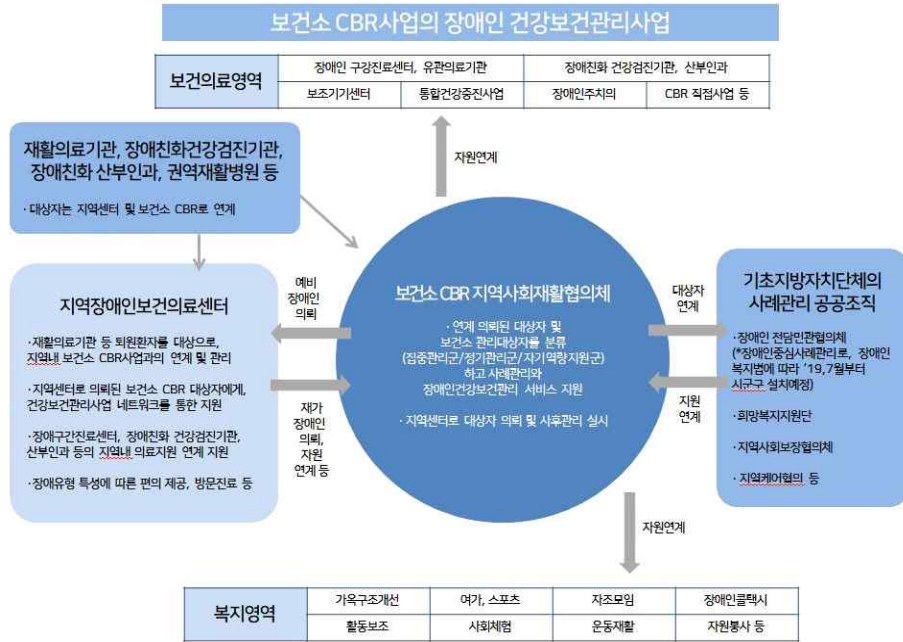 보건소 CBR사업의 장애인 건강보건관리사업
보건의료영역
장애인 구강진료센터, 유관의료기관
장애친화 건강검진기관, 산부인과
보조기기센터
통합건강증진사업
장애인주치의
CBR 직접사업 등
자원연계
재활의료기관, 장애친화건강검진기관,
장애친화 산부인과, 권역재활병원 등
· 대상자는 지역센터 및 보건소 CBR로 연계
지역장애인보건의료센터
·재활의료기관 등 퇴원환자를 대상으로,
지역내 보건소 CBR사업과의 연계 및 관리
·지역센터로 의뢰된 보건소 CBR 대상자에게,
건강보건관리사업 네트워크를 통한 지원
·장애구간진료센터, 장애친화 건강검진기관,
산부인과 등의 지역내 의료지원 연계 지원
·장애유형 특성에 따른 편의 제공, 방문진료 등
예비
장애인
의뢰
재가
장애인
의뢰,
자원
연계 등
보건소 CBR 지역사회재활협의체
· 연계 의뢰된 대상자 및
보건소 관리대상자를 분류
(집중관리군/정기관리군/자기역량지원군)
하고 사례관리와
장애인건강보건관리 서비스 지원
· 지역센터로 대상자 의뢰 및 사후관리 실시
대상자
연계
지원
연계
기초지방자치단체의
사례관리 공공조직
·장애인 전담민관협의체
(*장애인중심사례관리로, 장애인
복지법에 따라 '19,7월부터
시군구 설치예정)
·희망복지지원단
·지역사회보장협의체
·지역케어협의 등
자원연계
복지영역
가옥구조개선
여가, 스포츠
자조모임
장애인콜택시
활동보조
사회체험
운동재활
자원봉사 등